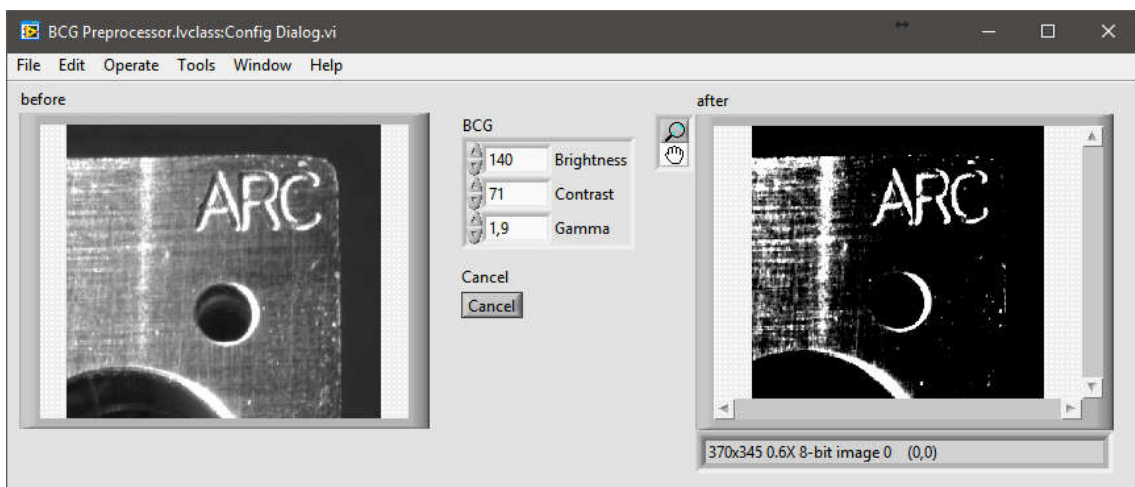 BCG Preprocessor.lvclass:Config Dialog.vi
File Edit Operate Tools Window Help
before
ARC
BCG
140 Brightness
71 Contrast
1,9 Gamma
Cancel
Cancel
after
ARC
370x345 0.6X 8-bit image 0 (0,0)